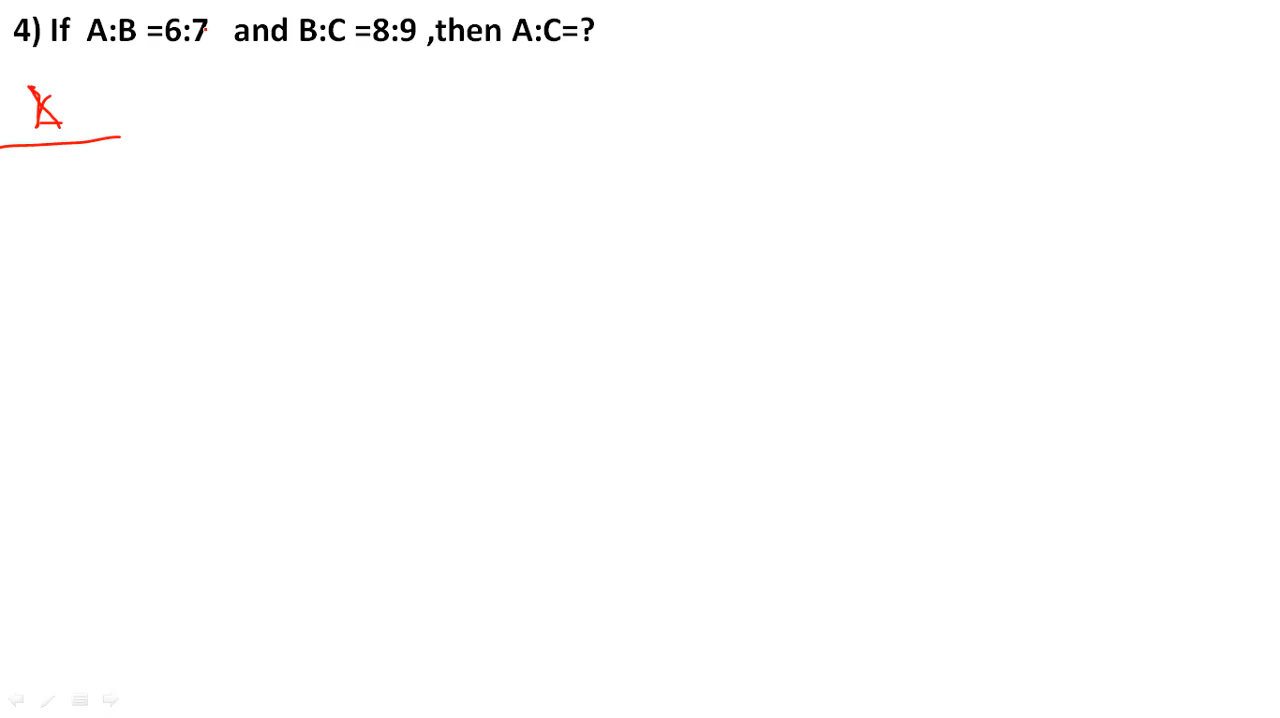 4) If A:B =6:7 and B:C =8:9 ,then A:C=?